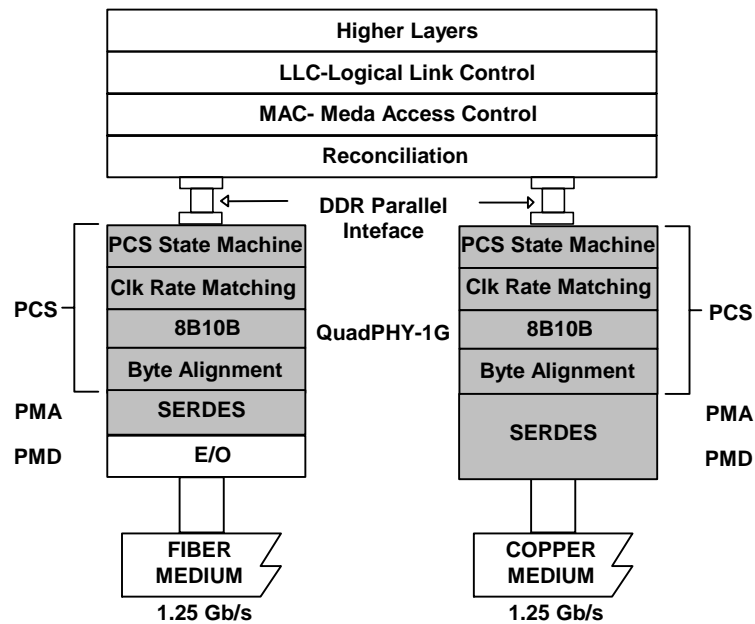 Higher Layers
LLC-Logical Link Control
MAC- Meda Access Control
Reconciliation
DDR Parallel
Inteface
PCS State Machine
Clk Rate Matching
8B10B
Byte Alignment
SERDES
E/O
PCS
PMA
PMD
FIBER
MEDIUM
1.25 Gb/s
QuadPHY-1G
PCS State Machine
Clk Rate Matching
8B10B
Byte Alignment
SERDES
PCS
PMA
PMD
COPPER
MEDIUM
1.25 Gb/s